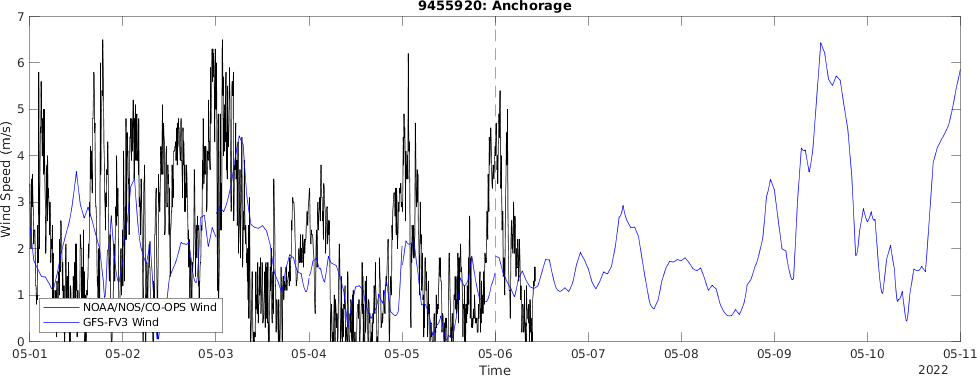 9455920: Anchorage
7
6
5
4
3
2
1
0
Wind Speed (m/s)
NOAA/NOS/CO-OPS Wind
GFS-FV3 Wind
05-01 05-02 05-03 05-04 05-05 05-06 05-07 05-08 05-09 05-10 05-11
Time
2022